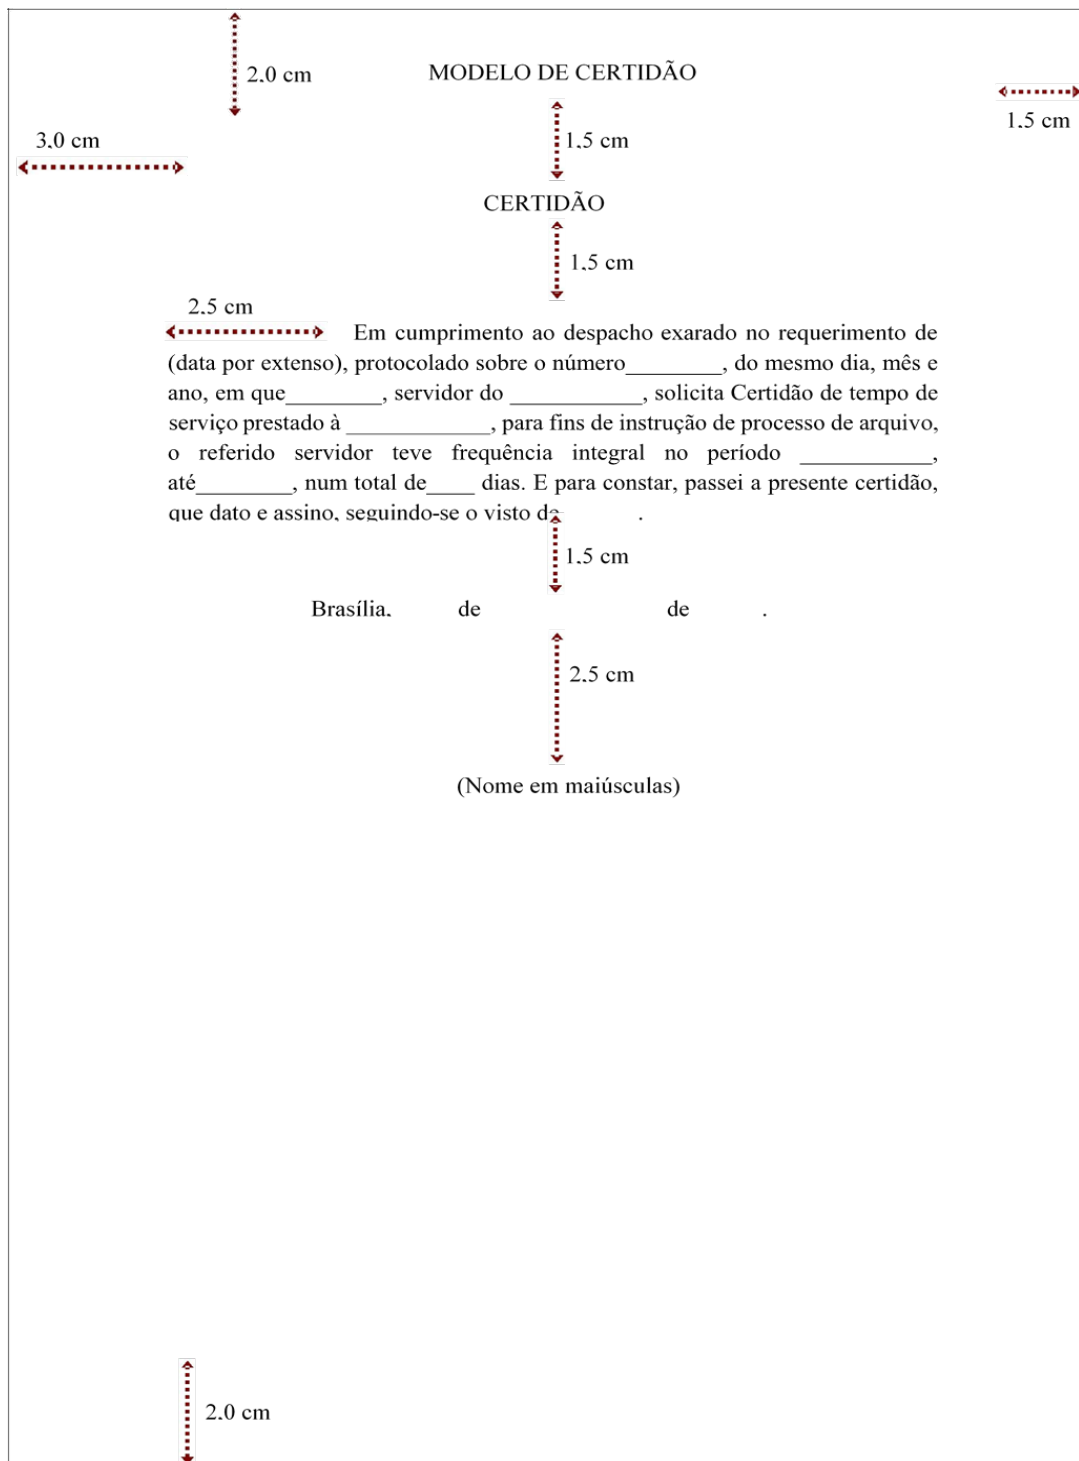 2.0 cm
MODELO DE CERTIDÃO
1.5 cm
3.0 cm
1.5 cm
CERTIDÃO
1.5 cm
2.5 cm
Em cumprimento ao despacho exarado no requerimento de
(data por extenso), protocolado sobre o número________, do mesmo dia, mês e
ano, em que________, servidor do ___________, solicita Certidão de tempo de
serviço prestado à ____________, para fins de instrução de processo de arquivo,
o referido servidor teve frequência integral no período ___________,
até________, num total de____ dias. E para constar, passei a presente certidão,
que dato e assino, seguindo-se o visto de .
1.5 cm
Brasília, de de .
2.5 cm
(Nome em maiúsculas)
2.0 cm